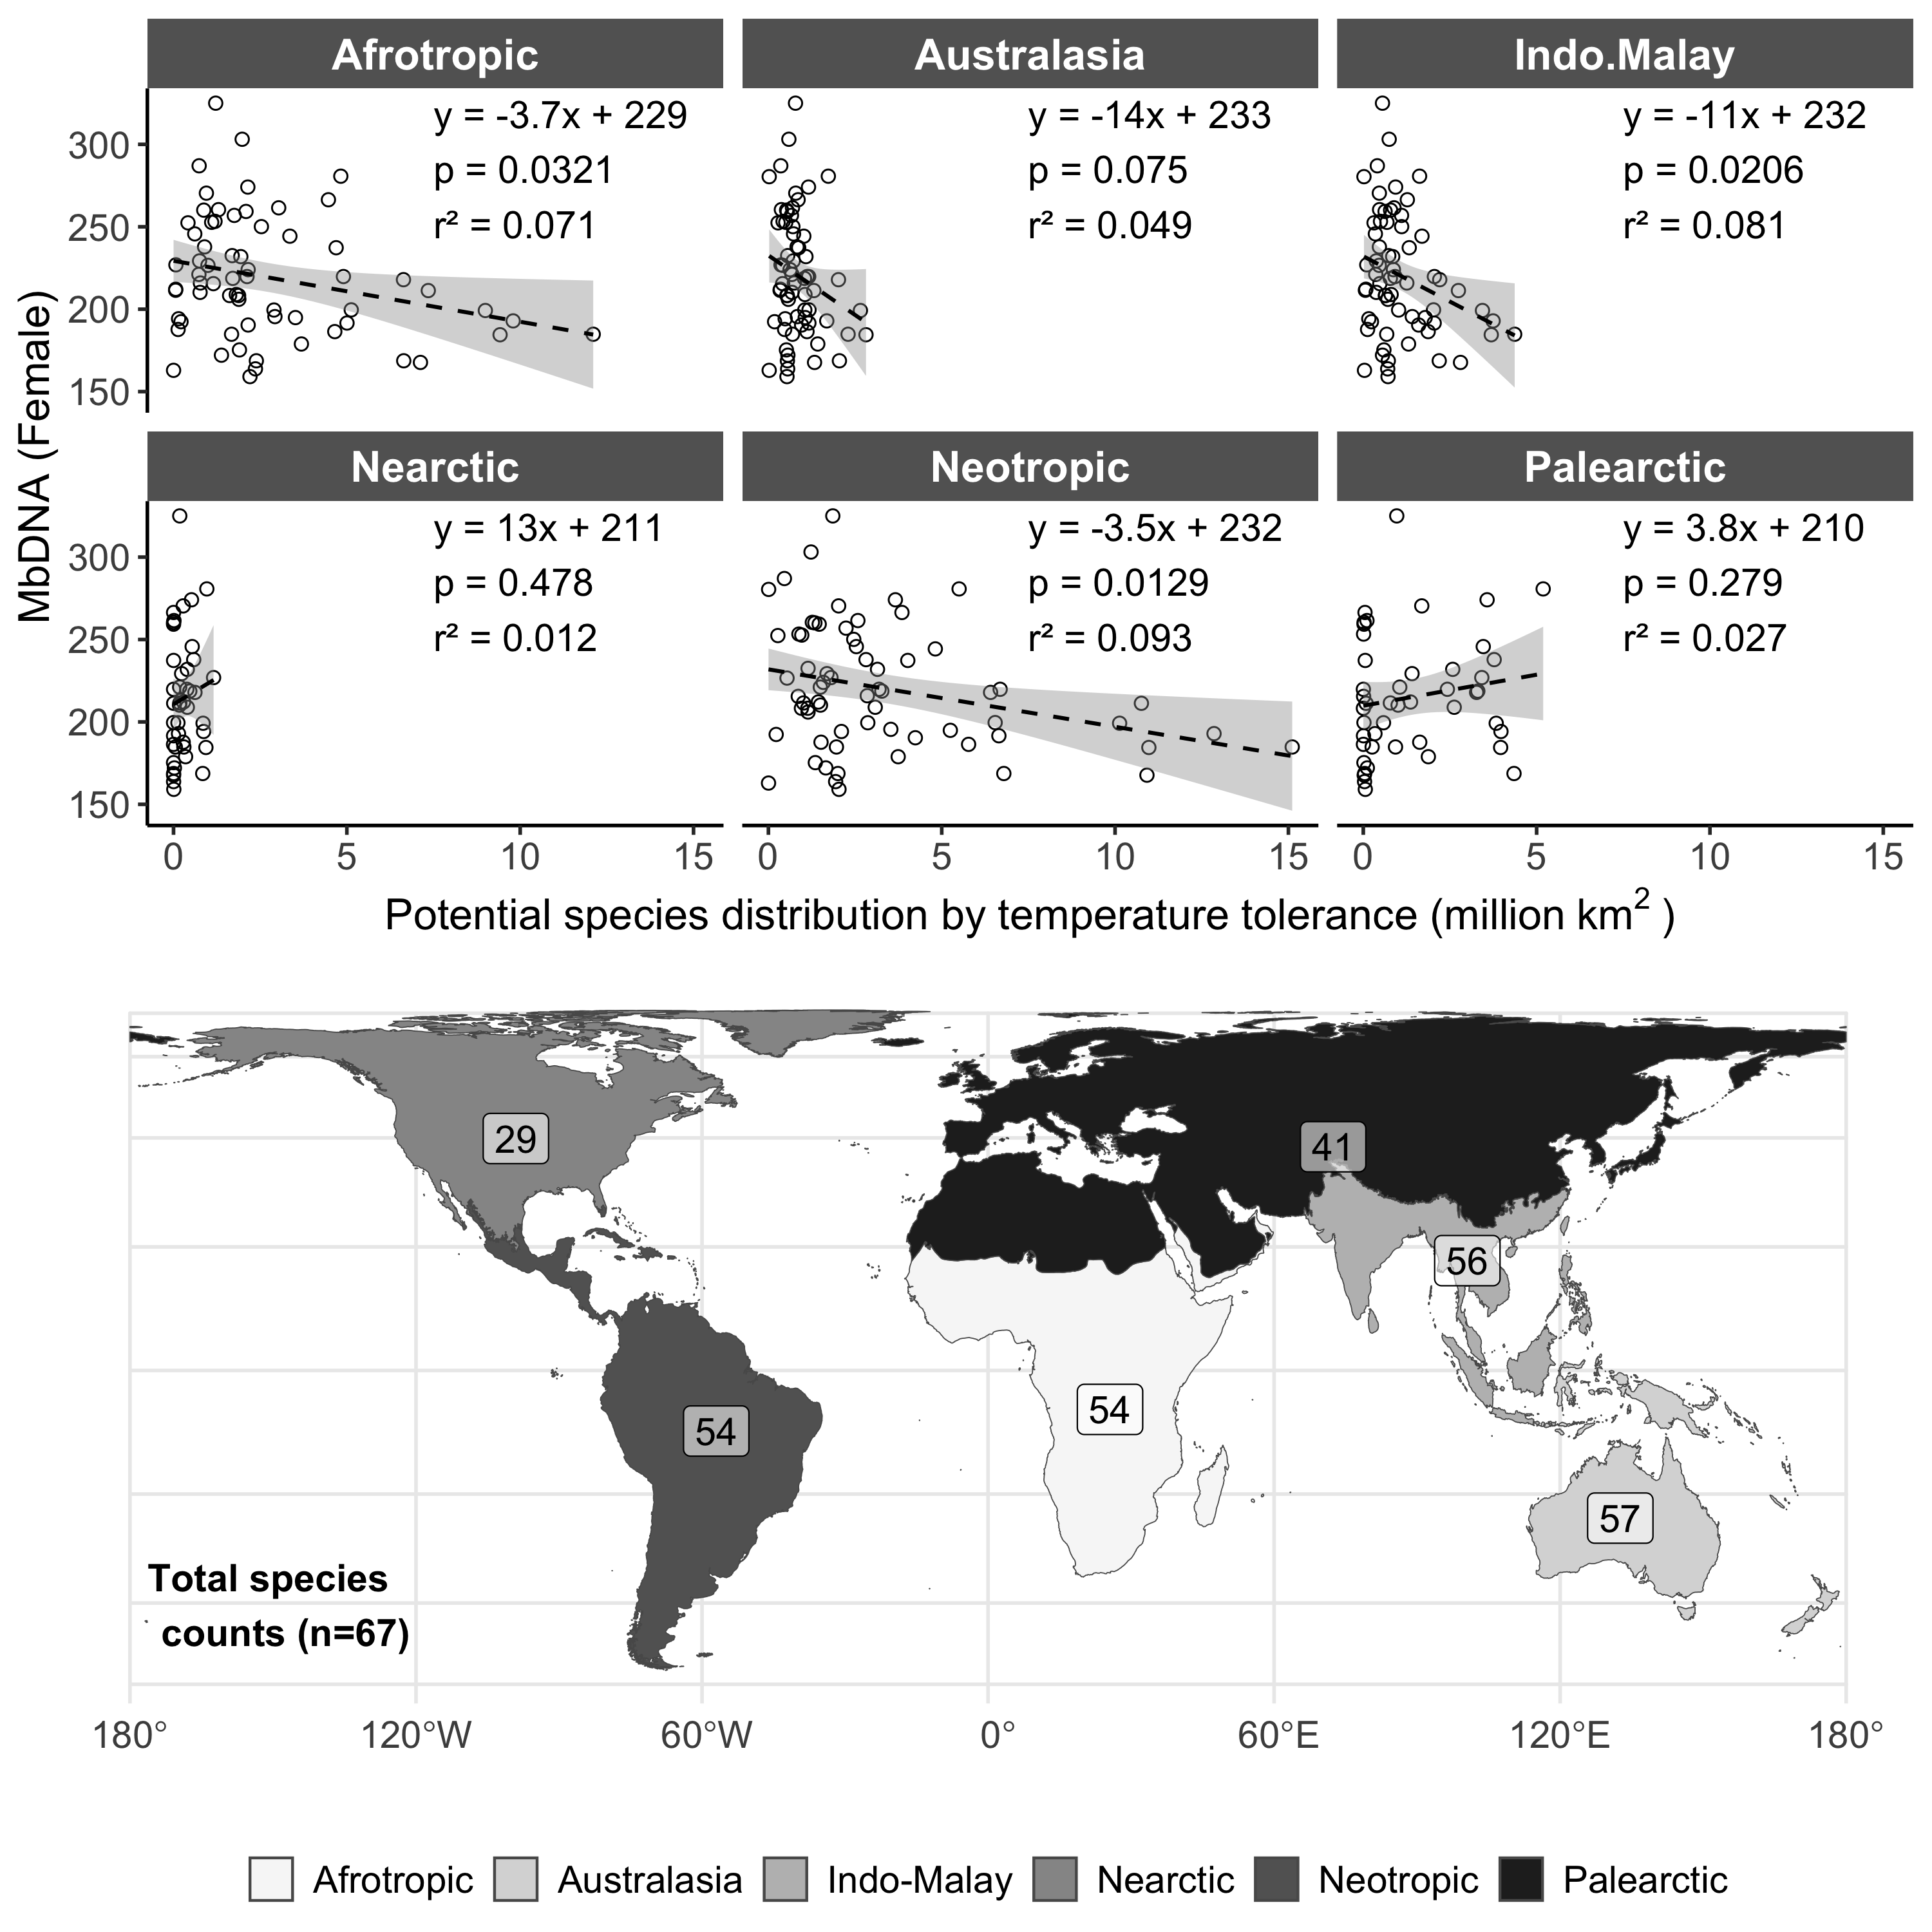 Afrotropic
Australasia
Indo.Malay
y = -3.7x + 229
p = 0.0321
r² = 0.071
y = -14x + 233
p = 0.075
r² = 0.049
y = -11x + 232
p = 0.0206
r² = 0.081
300
250
200
150
MbDNA (Female)
Nearctic
Neotropic
Palearctic
y = 13x + 211
p = 0.478
r² = 0.012
y = -3.5x + 232
p = 0.0129
r² = 0.093
y = 3.8x + 210
p = 0.279
r² = 0.027
300
250
200
150
0 5 10 15
0 5 10 15
0 5 10 15
Potential species distribution by temperature tolerance (million km² )
29
41
56
54
54
57
Total species
counts (n=67)
180° 120°W 60°W 0° 60°E 120°E 180°
Afrotropic Australasia Indo-Malay Nearctic Neotropic Palearctic